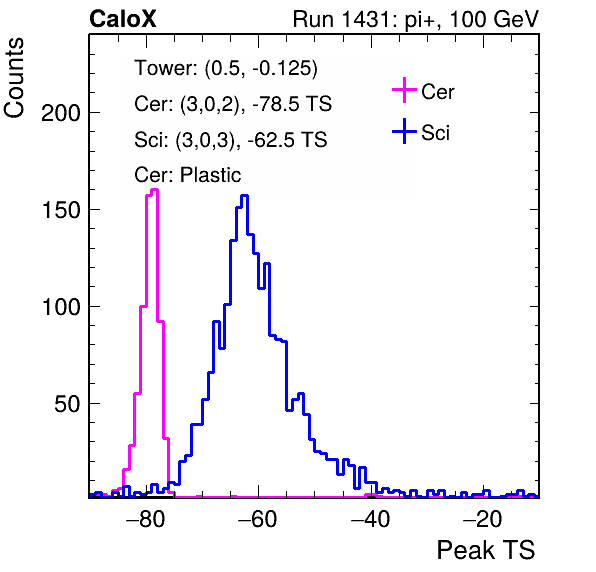 CaloX Run 1431: pi+, 100 GeV
Counts
Tower: (0.5, -0.125)
Cer: (3,0,2), -78.5 TS
Sci: (3,0,3), -62.5 TS
Cer: Plastic
Cer
Sci
200
150
100
50
−80 −60 −40 −20
Peak TS